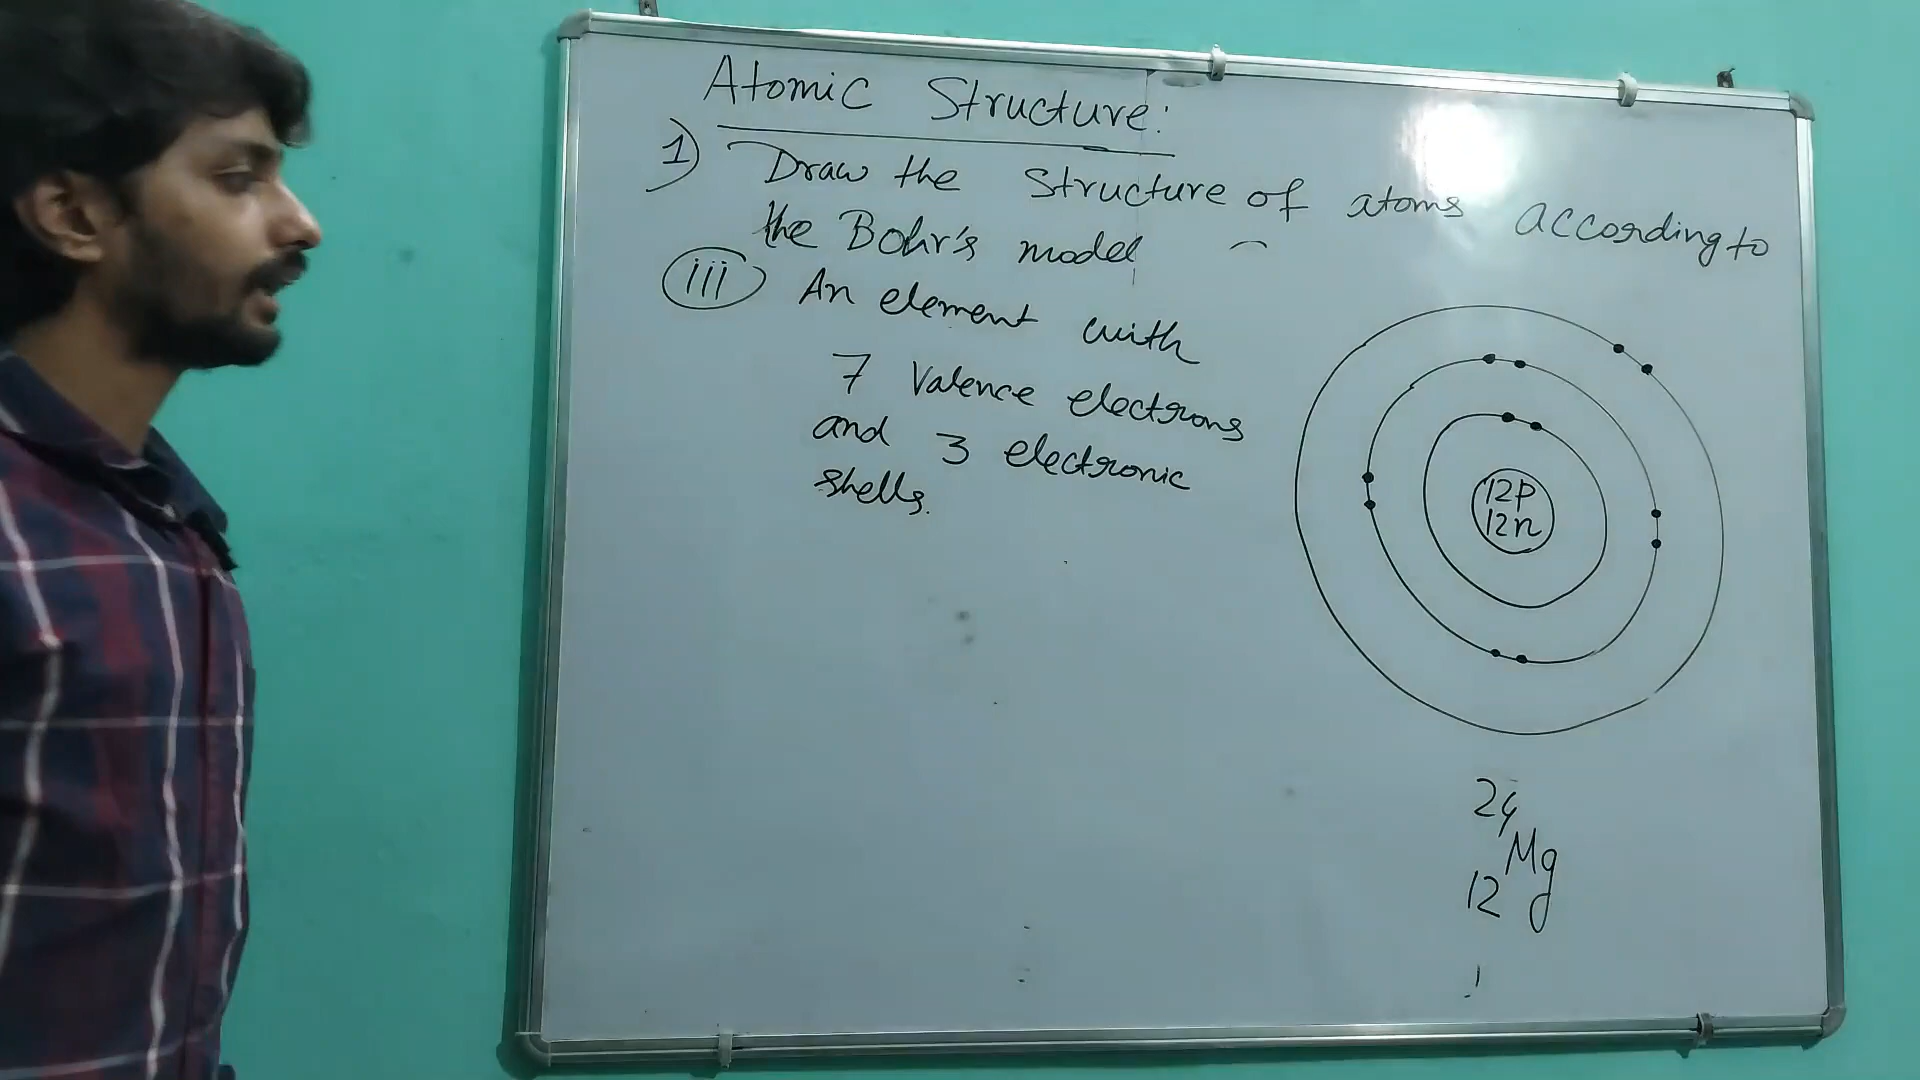 Atomic Structure:
1) Draw the Structure of atoms according to
the Bohr's model
iii An element with
7 Valence electrons
and 3 electronic
shells.
12p
12n
24
Mg
12